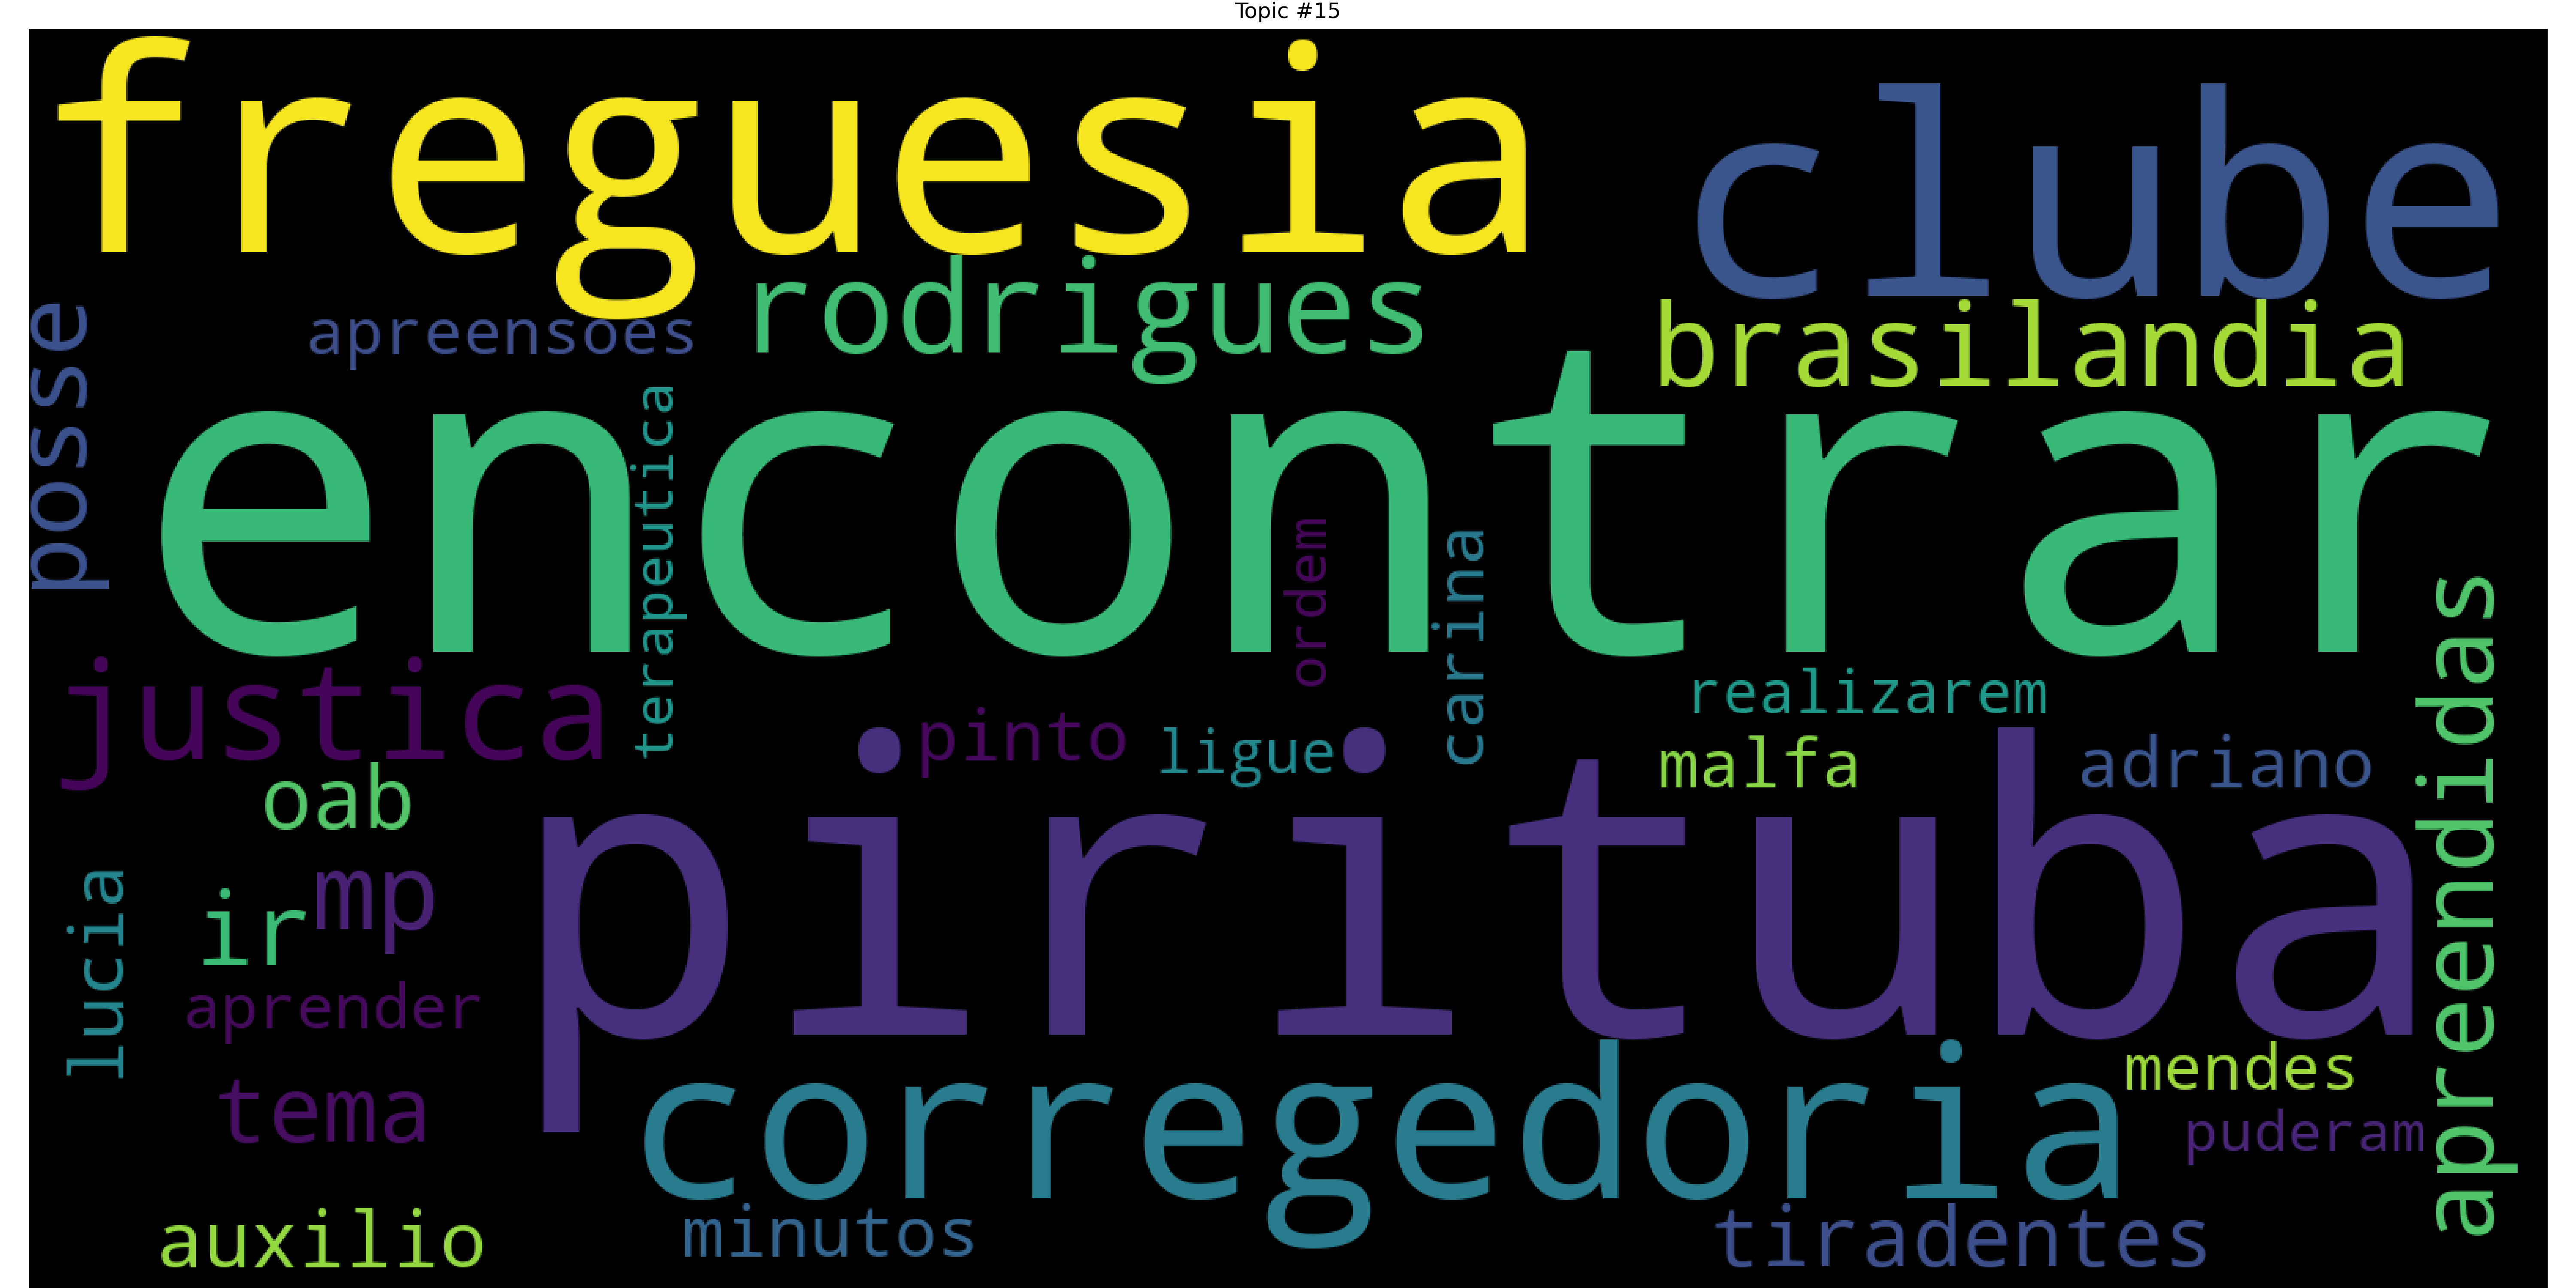 Topic #15
freguesia
clube
rodrigues
apreensoes
brasilandia
posse
encontrar
terapeutica
ordem
carina
justica
realizarem
apreendidas
pinto
ligue
malfa
adriano
oab
pirituba
mp
ir
lucia
aprender
mendes
tema
corregedoria
puderam
auxilio
minutos
tiradentes